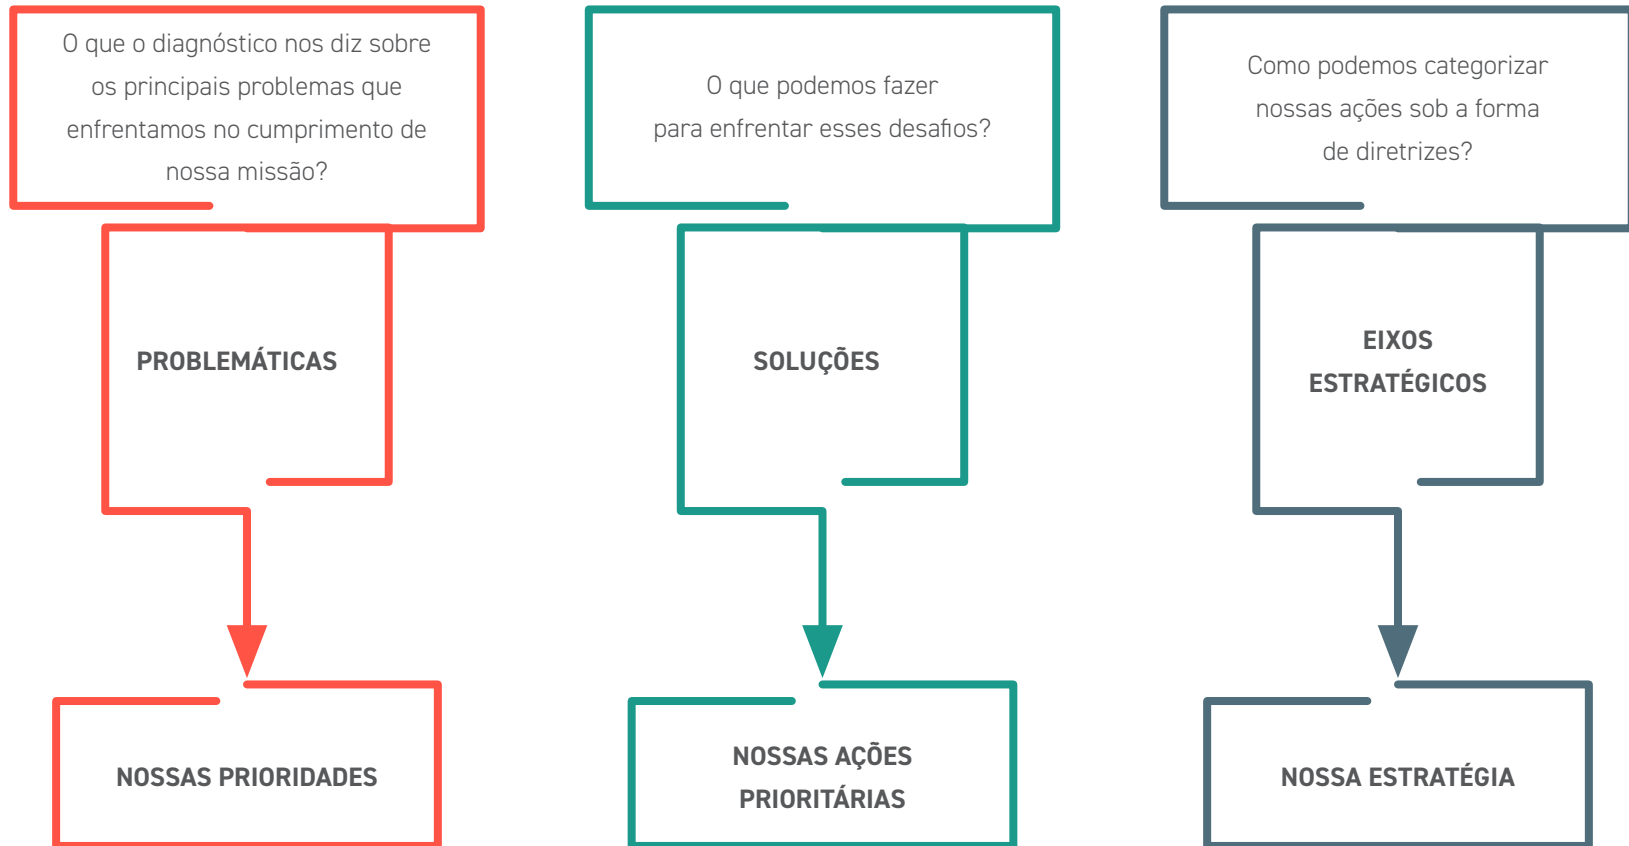 O que o diagnóstico nos diz sobre
os principais problemas que
enfrentamos no cumprimento de
nossa missão?
PROBLEMÁTICAS
NOSSAS PRIORIDADES
O que podemos fazer
para enfrentar esses desafios?
SOLUÇÕES
NOSSAS AÇÕES
PRIORITÁRIAS
Como podemos categorizar
nossas ações sob a forma
de diretrizes?
EIXOS
ESTRATÉGICOS
NOSSA ESTRATÉGIA